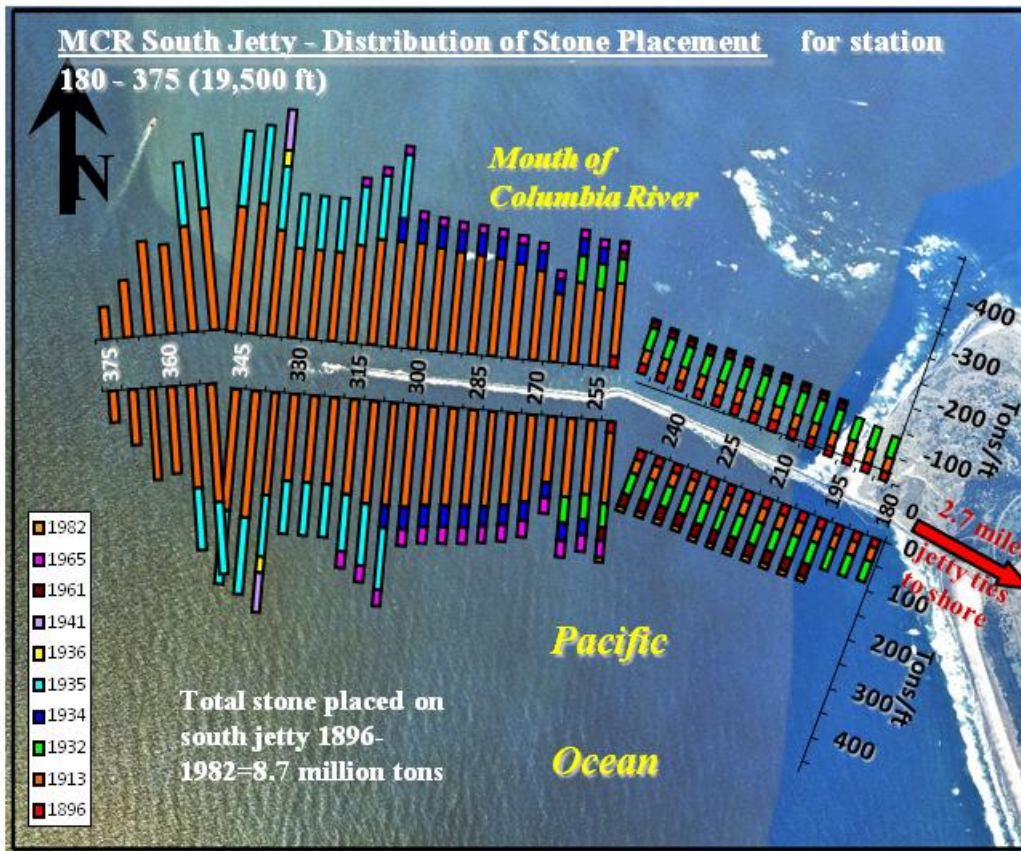 MCR South Jetty - Distribution of Stone Placement for station
180 - 375 (19,500 ft)
N
Mouth of
Columbia River
-400
-300
-200
-100
0
Tons/ft
375
360
345
330
315
300
285
270
255
240
225
210
195
180
0
100
200
300
400
Tons/ft
2.7 mile
jetty ties
to shore
1982
1965
1961
1941
1936
1935
1934
1932
1913
1896
Pacific
Ocean
Total stone placed on
south jetty 1896-
1982=8.7 million tons